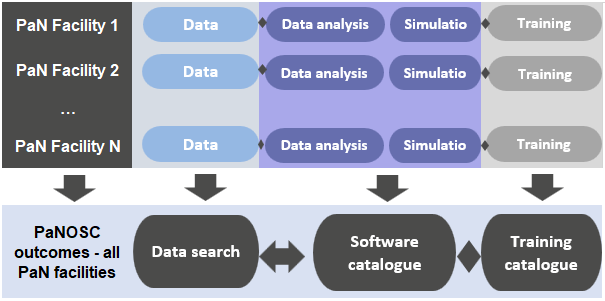 PaN Facility 1 Data Data analysis Simulatio Training
PaN Facility 2 Data Data analysis Simulatio Training
...
PaN Facility N Data Data analysis Simulatio Training
PaNOSC
outcomes - all
PaN facilities
Data search
Software
catalogue
Training
catalogue